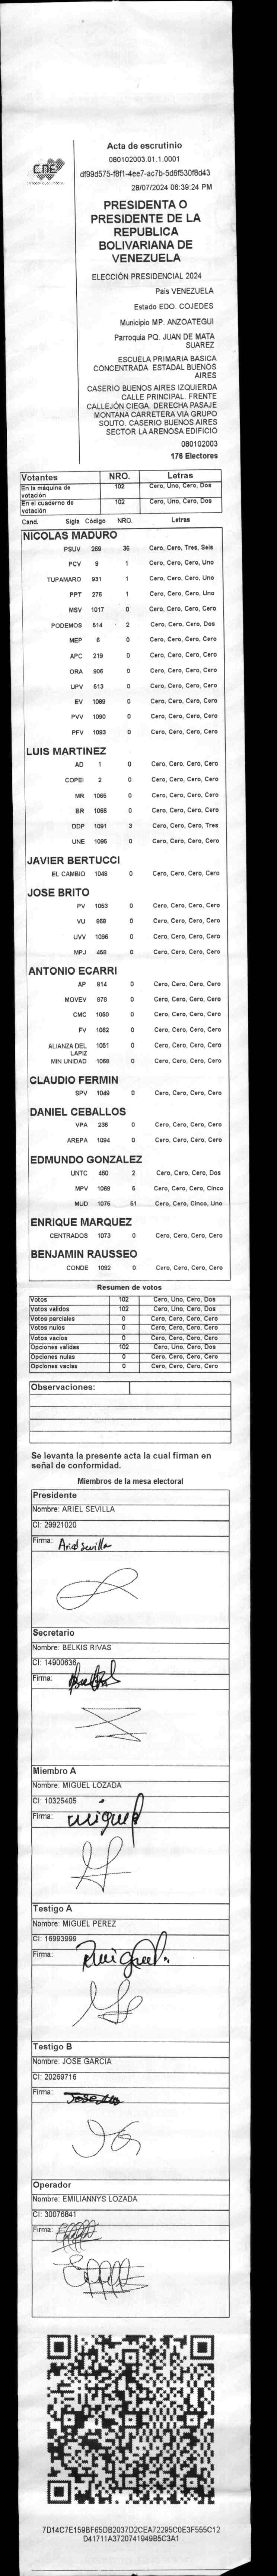 CNE
Acta de escrutinio
080102003.01.1.0001
df99d575-f8f1-4ee7-ac7b-5d6f530f8d43
28/07/2024 06:39:24 PM
PRESIDENTA O
PRESIDENTE DE LA
REPUBLICA
BOLIVARIANA DE
VENEZUELA
ELECCIÓN PRESIDENCIAL 2024
Pais VENEZUELA
Estado EDO. COJEDES
Municipio MP. ANZOATEGUI
Parroquia PQ. JUAN DE MATA
SUAREZ
ESCUELA PRIMARIA BASICA
CONCENTRADA ESTADAL BUENOS
AIRES
CASERIO BUENOS AIRES IZQUIERDA
CALLE PRINCIPAL. FRENTE
CALLEJÓN CIEGA. DERECHA PASAJE
MONTANA CARRETERA VIA GRUPO
SOUTO. CASERIO BUENOS AIRES
SECTOR LA ARENOSA EDIFICIO
080102003
176 Electores
Votantes NRO. Letras
En la máquina de votación 102 Cero, Uno, Cero, Dos
En el cuaderno de votación 102 Cero, Uno, Cero, Dos
Cand. Sigla Código NRO. Letras
NICOLAS MADURO
PSUV 269 36 Cero, Cero, Tres, Seis
PCV 9 1 Cero, Cero, Cero, Uno
TUPAMARO 931 1 Cero, Cero, Cero, Uno
PPT 276 1 Cero, Cero, Cero, Uno
MSV 1017 0 Cero, Cero, Cero, Cero
PODEMOS 514 2 Cero, Cero, Cero, Dos
MEP 6 0 Cero, Cero, Cero, Cero
APC 219 0 Cero, Cero, Cero, Cero
ORA 906 0 Cero, Cero, Cero, Cero
UPV 513 0 Cero, Cero, Cero, Cero
EV 1089 0 Cero, Cero, Cero, Cero
PVV 1090 0 Cero, Cero, Cero, Cero
PFV 1093 0 Cero, Cero, Cero, Cero
LUIS MARTINEZ
AD 1 0 Cero, Cero, Cero, Cero
COPEI 2 0 Cero, Cero, Cero, Cero
MR 1065 0 Cero, Cero, Cero, Cero
BR 1066 0 Cero, Cero, Cero, Cero
DDP 1091 3 Cero, Cero, Cero, Tres
UNE 1095 0 Cero, Cero, Cero, Cero
JAVIER BERTUCCI
EL CAMBIO 1048 0 Cero, Cero, Cero, Cero
JOSE BRITO
PV 1053 0 Cero, Cero, Cero, Cero
VU 668 0 Cero, Cero, Cero, Cero
UVV 1096 0 Cero, Cero, Cero, Cero
MPJ 458 0 Cero, Cero, Cero, Cero
ANTONIO ECARRI
AP 914 0 Cero, Cero, Cero, Cero
MOVEV 978 0 Cero, Cero, Cero, Cero
CMC 1050 0 Cero, Cero, Cero, Cero
FV 1052 0 Cero, Cero, Cero, Cero
ALIANZA DEL LAPIZ 1051 0 Cero, Cero, Cero, Cero
MIN UNIDAD 1068 0 Cero, Cero, Cero, Cero
CLAUDIO FERMIN
SPV 1049 0 Cero, Cero, Cero, Cero
DANIEL CEBALLOS
VPA 236 0 Cero, Cero, Cero, Cero
AREPA 1094 0 Cero, Cero, Cero, Cero
EDMUNDO GONZALEZ
UNTC 460 2 Cero, Cero, Cero, Dos
MPV 1069 5 Cero, Cero, Cero, Cinco
MUD 1075 51 Cero, Cero, Cinco, Uno
ENRIQUE MARQUEZ
CENTRADOS 1073 0 Cero, Cero, Cero, Cero
BENJAMIN RAUSSEO
CONDE 1092 0 Cero, Cero, Cero, Cero
Resumen de votos
Votos 102 Cero, Uno, Cero, Dos
Votos validos 102 Cero, Uno, Cero, Dos
Votos parciales 0 Cero, Cero, Cero, Cero
Votos nulos 0 Cero, Cero, Cero, Cero
Votos vacios 0 Cero, Cero, Cero, Cero
Opciones validas 102 Cero, Uno, Cero, Dos
Opciones nulas 0 Cero, Cero, Cero, Cero
Opciones vacias 0 Cero, Cero, Cero, Cero
Observaciones:
Se levanta la presente acta la cual firman en
señal de conformidad.
Miembros de la mesa electoral
Presidente
Nombre: ARIEL SEVILLA
CI: 29921020
Firma: Ariel Sevilla
Secretario
Nombre: BELKIS RIVAS
CI: 14900636
Firma:
Miembro A
Nombre: MIGUEL LOZADA
CI: 10325405
Firma: Miguel
Testigo A
Nombre: MIGUEL PEREZ
CI: 16993999
Firma: Miguel
Testigo B
Nombre: JOSE GARCIA
CI: 20269716
Firma: Jose
Operador
Nombre: EMILIANNYS LOZADA
CI: 30076841
Firma:
7D14C7E159BF65DB2037D2CEA72295C0E3F555C12
D41711A3720741949B5C3A1